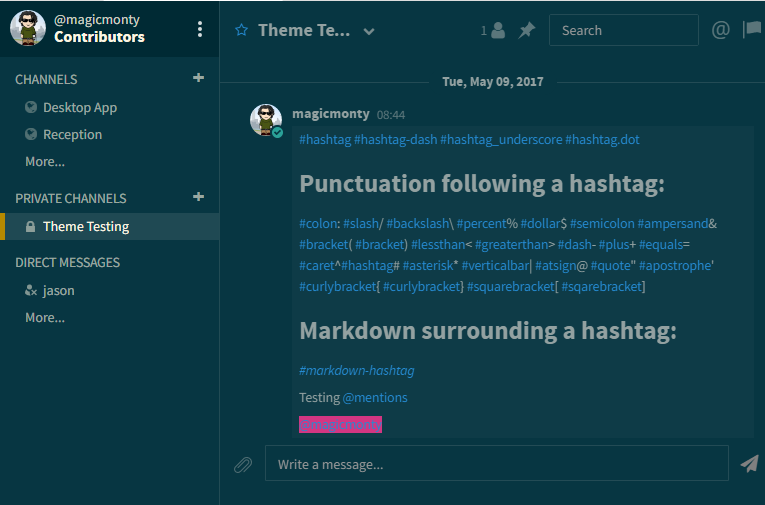 @magicmonty
Contributors
CHANNELS
Desktop App
Reception
More...
PRIVATE CHANNELS
Theme Testing
DIRECT MESSAGES
jason
More...
Theme Te...
1
Search
@
Tue, May 09, 2017
magicmonty 08:44
#hashtag #hashtag-dash #hashtag_underscore #hashtag.dot
Punctuation following a hashtag:
#colon: #slash/ #backslash\ #percent% #dollar$ #semicolon #ampersand&
#bracket( #bracket) #lessthan< #greaterthan> #dash- #plus+ #equals=
#caret^#hashtag# #asterisk* #verticalbar| #atsign@ #quote" #apostrophe'
#curlybracket{ #curlybracket} #squarebracket[ #sqarebracket]
Markdown surrounding a hashtag:
#markdown-hashtag
Testing @mentions
@magicmonty
Write a message...